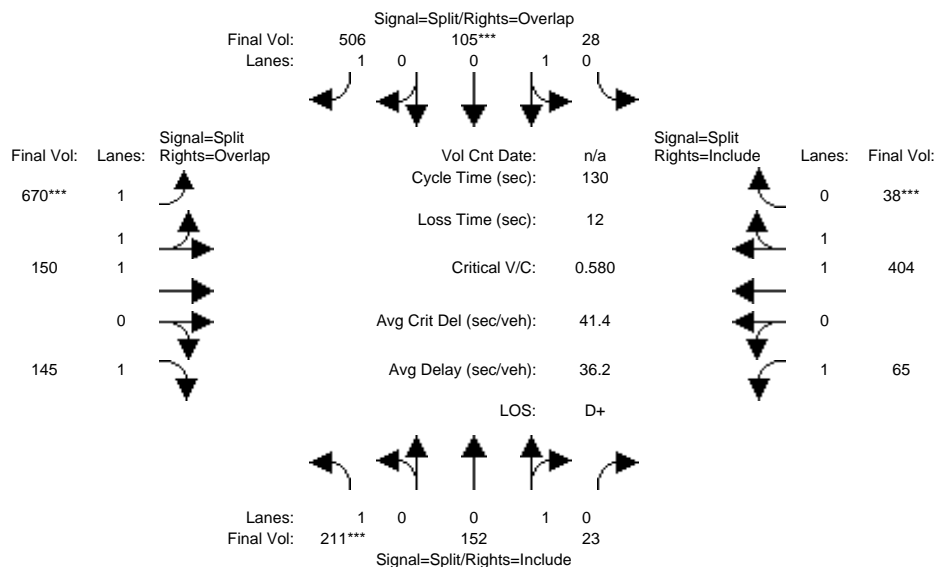 Signal=Split/Rights=Overlap
Final Vol: 506 105*** 28
Lanes: 1 0 0 1 0
Signal=Split
Final Vol: Lanes: Rights=Overlap
Vol Cnt Date: n/a
Signal=Split
Rights=Include Lanes: Final Vol:
Cycle Time (sec): 130
670*** 1
0 38***
Loss Time (sec): 12
1
1
150 1
Critical V/C: 0.580
1 404
0
Avg Crit Del (sec/veh): 41.4
0
145 1
Avg Delay (sec/veh): 36.2
1 65
LOS: D+
Lanes: 1 0 0 1 0
Final Vol: 211*** 152 23
Signal=Split/Rights=Include